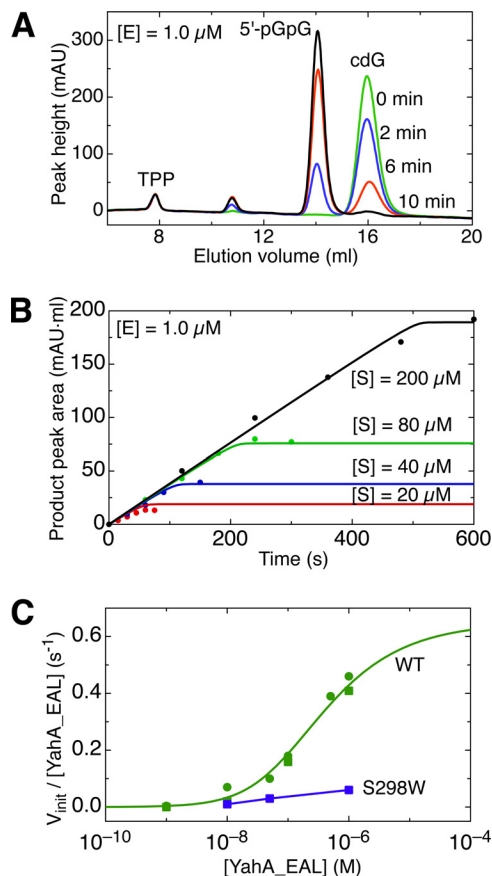 A
[E] = 1.0 µM
5'-pGpG
cdG
0 min
2 min
6 min
10 min
TPP
Peak height (mAU)
300
200
100
0
8
12
16
20
Elution volume (ml)
B
[E] = 1.0 µM
[S] = 200 µM
[S] = 80 µM
[S] = 40 µM
[S] = 20 µM
Product peak area (mAU·ml)
200
150
100
50
0
0
200
400
600
Time (s)
C
WT
S298W
V_init / [YahA_EAL] (s⁻¹)
0.6
0.4
0.2
0.0
10⁻¹⁰
10⁻⁸
10⁻⁶
10⁻⁴
[YahA_EAL] (M)